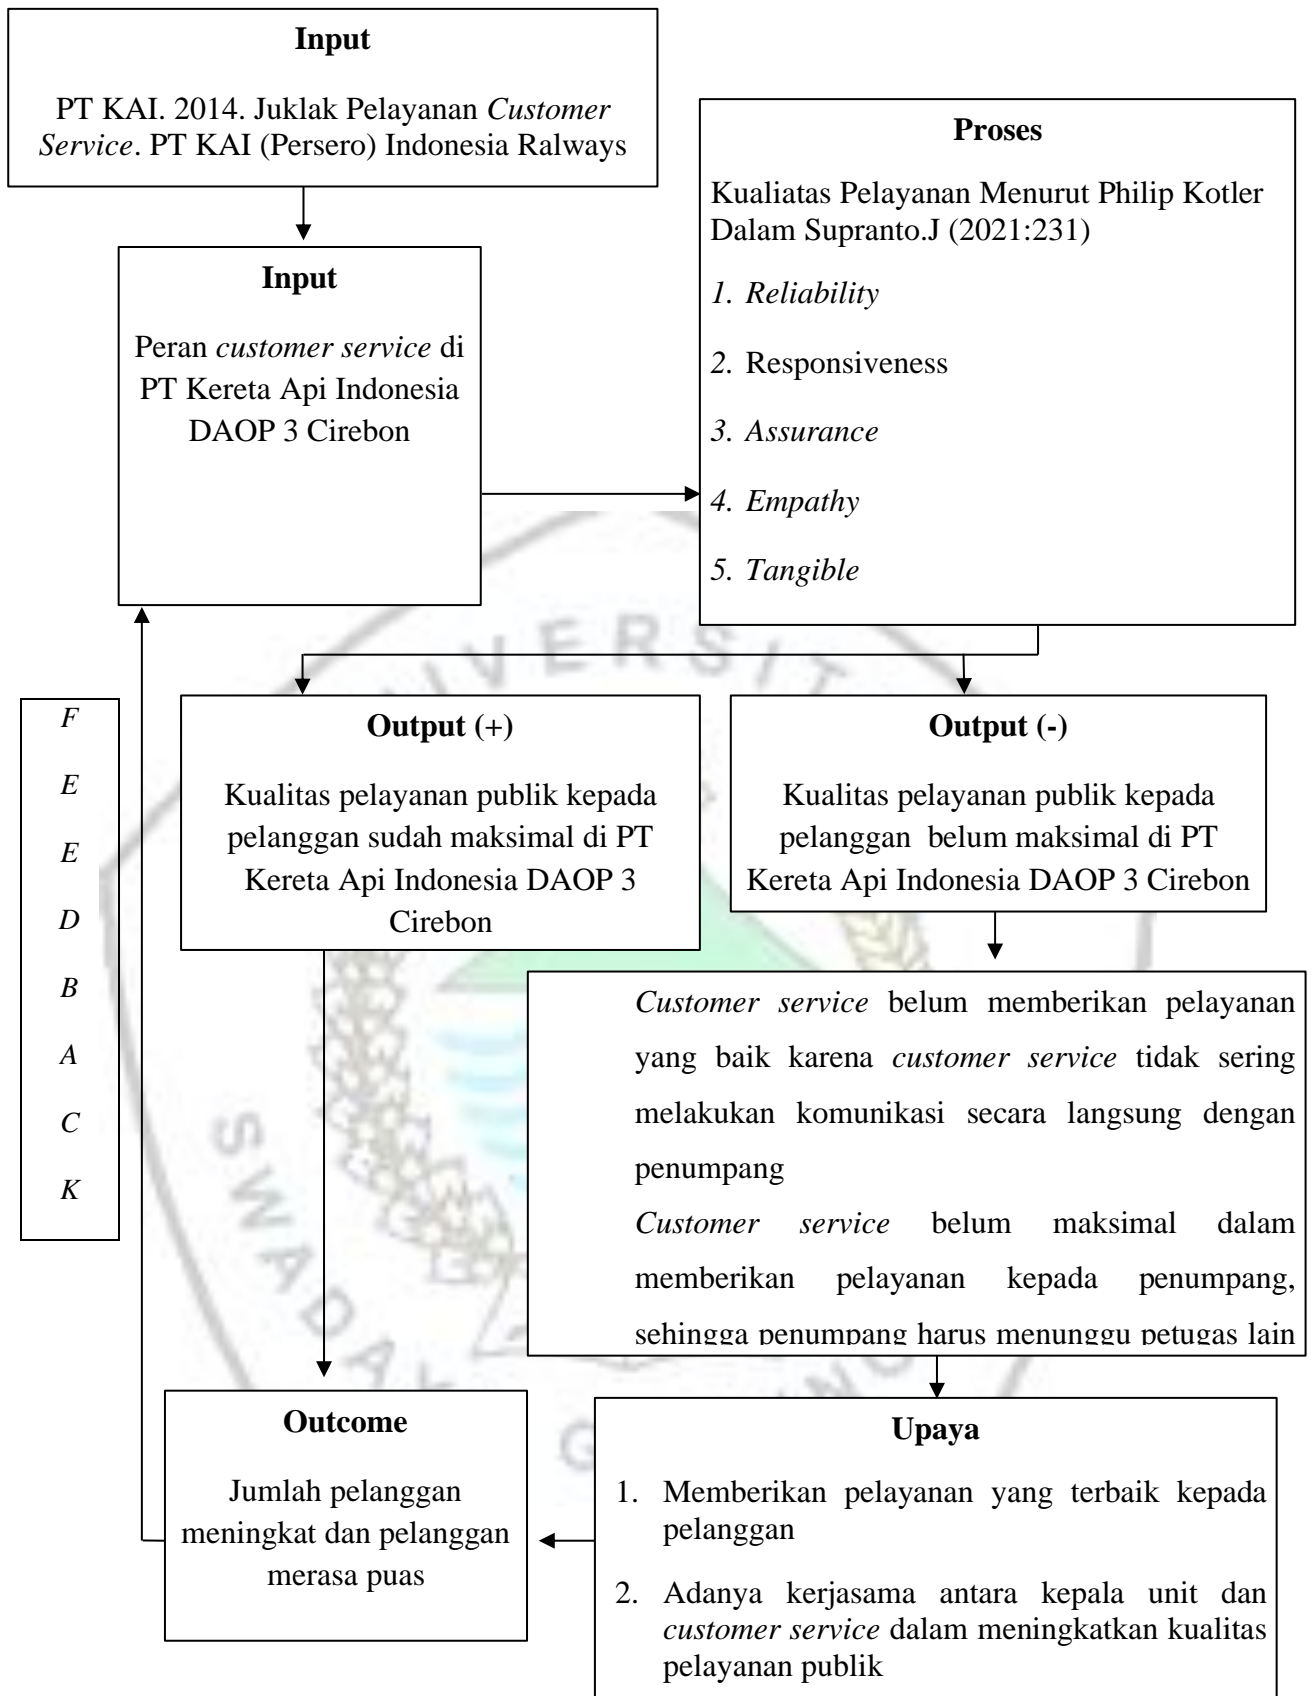 Input
PT KAI. 2014. Juklak Pelayanan Customer
Service. PT KAI (Persero) Indonesia Ralways
Input
Peran customer service di
PT Kereta Api Indonesia
DAOP 3 Cirebon
Proses
Kualiatas Pelayanan Menurut Philip Kotler
Dalam Supranto.J (2021:231)
1. Reliability
2. Responsiveness
3. Assurance
4. Empathy
5. Tangible
F
E
E
D
B
A
C
K
Output (+)
Kualitas pelayanan publik kepada
pelanggan sudah maksimal di PT
Kereta Api Indonesia DAOP 3
Cirebon
Output (-)
Kualitas pelayanan publik kepada
pelanggan belum maksimal di PT
Kereta Api Indonesia DAOP 3 Cirebon
Customer service belum memberikan pelayanan
yang baik karena customer service tidak sering
melakukan komunikasi secara langsung dengan
penumpang
Customer service belum maksimal dalam
memberikan pelayanan kepada penumpang,
sehingga penumpang harus menunggu petugas lain
Outcome
Jumlah pelanggan
meningkat dan pelanggan
merasa puas
Upaya
1. Memberikan pelayanan yang terbaik kepada
pelanggan
2. Adanya kerjasama antara kepala unit dan
customer service dalam meningkatkan kualitas
pelayanan publik